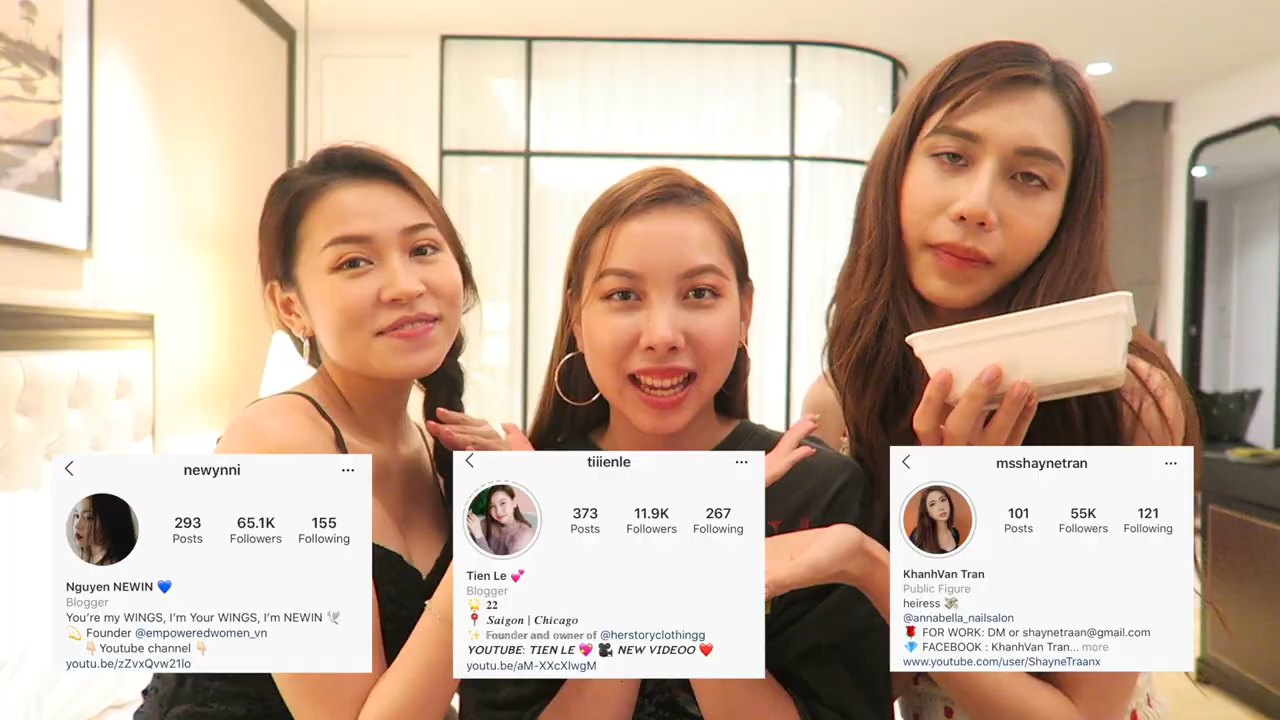 newynni
...
293
65.1K
155
Posts
Followers
Following
Nguyen NEWIN 💙
Blogger
You're my WINGS, I'm Your WINGS, I'm NEWIN 🕊
💫 Founder @empoweredwomen_vn
👇🏻Youtube channel 👇🏻
youtu.be/zZvxQvw21Io
tiiienle
...
373
11.9K
267
Posts
Followers
Following
Tien Le 💕
Blogger
22
📍 Saigon | Chicago
✨ Founder and owner of @herstoryclothingg
YOUTUBE: TIEN LE 💖 🎥 NEW VIDEOO ❤️
youtu.be/aM-XXcXlwgM
msshaynetran
...
101
55K
121
Posts
Followers
Following
KhanhVan Tran
Public Figure
heiress 💸
@annabella_nailsalon
🌹 FOR WORK: DM or shaynetraan@gmail.com
💎 FACEBOOK : KhanhVan Tran... more
www.youtube.com/user/ShayneTraanx